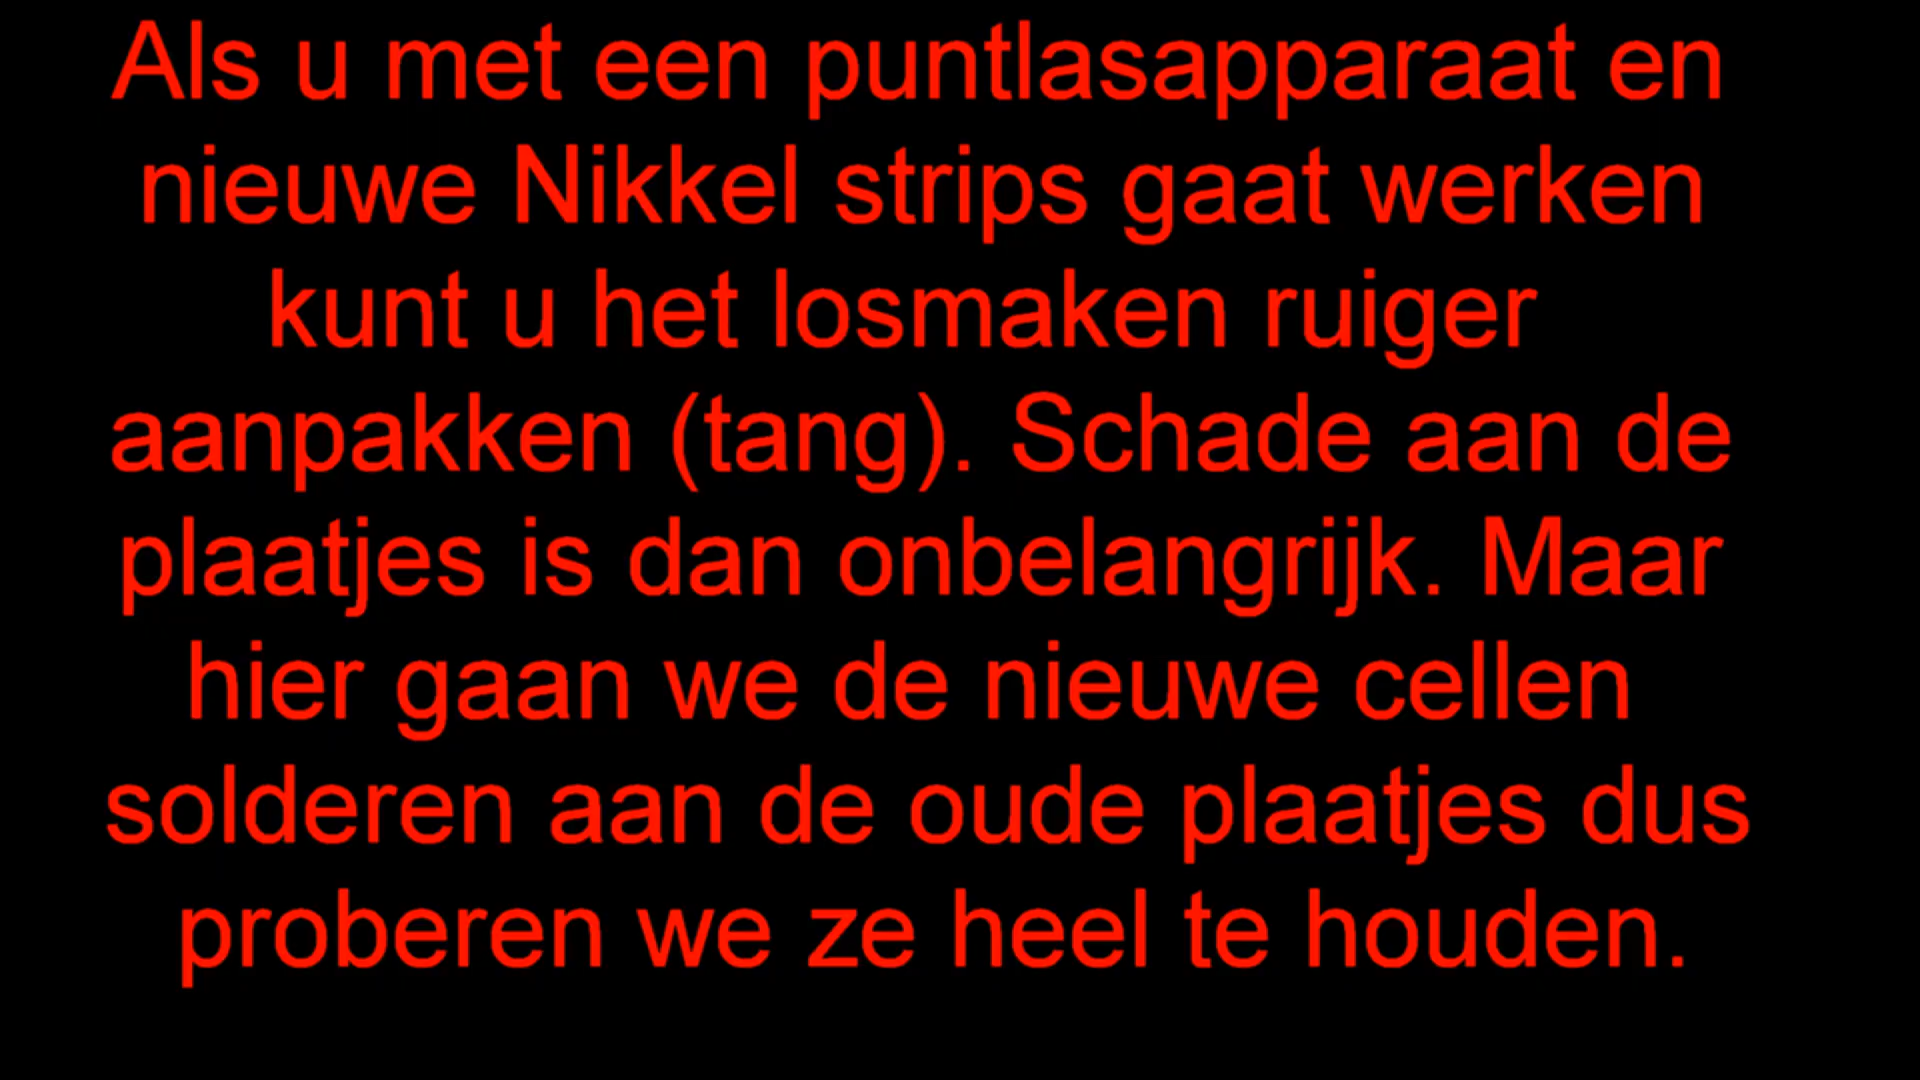 Als u met een puntlasapparaat en
nieuwe Nikkel strips gaat werken
kunt u het losmaken ruiger
aanpakken (tang). Schade aan de
plaatjes is dan onbelangrijk. Maar
hier gaan we de nieuwe cellen
solderen aan de oude plaatjes dus
proberen we ze heel te houden.